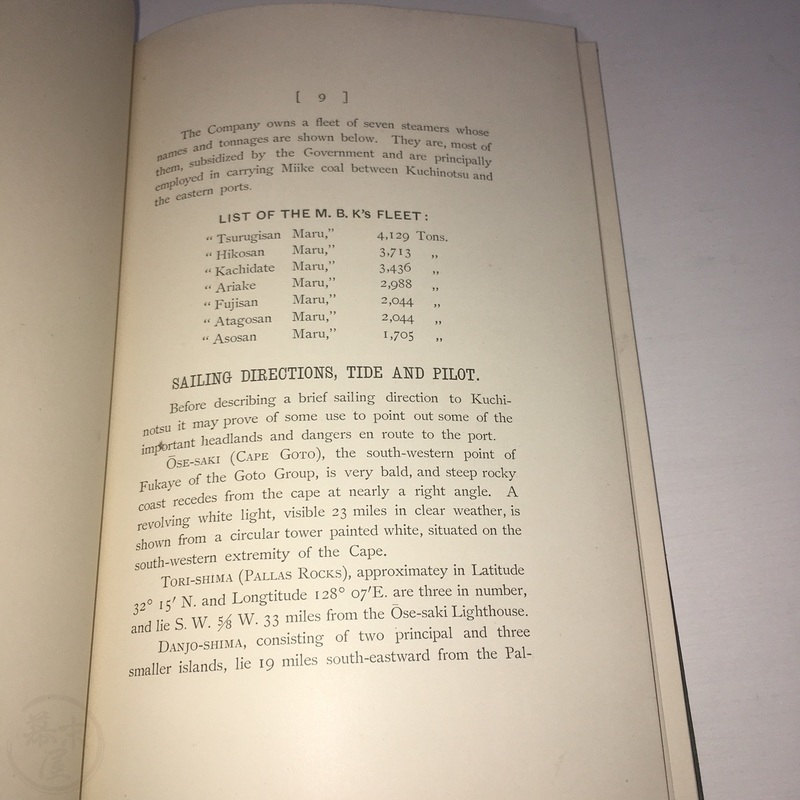 [ 9 ]
The Company owns a fleet of seven steamers whose
names and tonnages are shown below. They are, most of
them, subsidized by the Government and are principally
employed in carrying Miike coal between Kuchinotsu and
the eastern ports.
LIST OF THE M. B. K's FLEET:
“ Tsurugisan Maru,” 4,129 Tons.
“ Hikosan Maru,” 3,713 „
“ Kachidate Maru,” 3,436 „
“ Ariake Maru,” 2,988 „
“ Fujisan Maru,” 2,044 „
“ Atagosan Maru,” 2,044 „
“ Asosan Maru,” 1,705 „
SAILING DIRECTIONS, TIDE AND PILOT.
Before describing a brief sailing direction to Kuchi-
notsu it may prove of some use to point out some of the
important headlands and dangers en route to the port.
Ōse-saki (Cape Goto), the south-western point of
Fukaye of the Goto Group, is very bald, and steep rocky
coast recedes from the cape at nearly a right angle. A
revolving white light, visible 23 miles in clear weather, is
shown from a circular tower painted white, situated on the
south-western extremity of the Cape.
Tori-shima (Pallas Rocks), approximatey in Latitude
32° 15′ N. and Longtitude 128° 07′E. are three in number,
and lie S. W. ⅝ W. 33 miles from the Ōse-saki Lighthouse.
Danjo-shima, consisting of two principal and three
smaller islands, lie 19 miles south-eastward from the Pal-